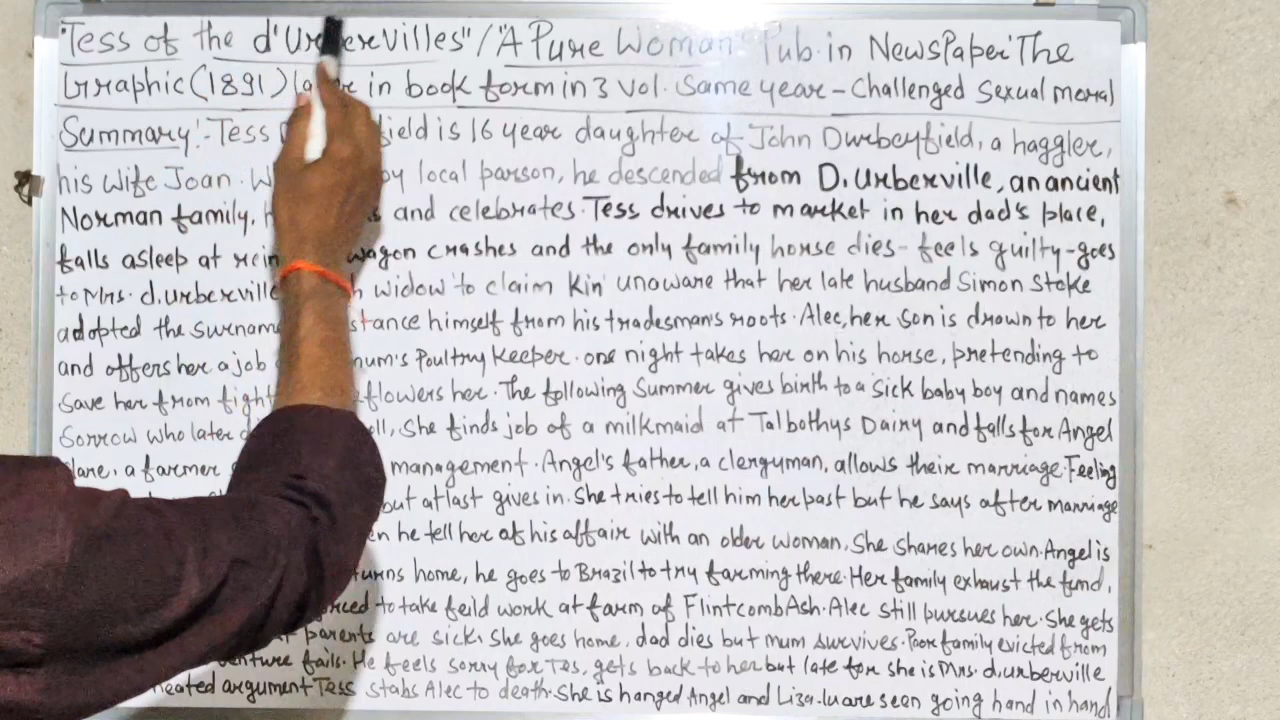 "Tess of the d'Urbervilles"/"A Pure Woman" Pub. in NewsPaper 'The
Graphic (1891) in book form in 3 vol. Same year - Challenged Sexual moral
Summary:- Tess field is 16 year daughter of John Durbeyfield, a haggler,
his wife Joan. by local parson, he descended from D.Urberville, an ancient
Norman family. and celebrates. Tess drives to market in her dad's place,
falls asleep at wagon crashes and the only family horse dies - feels guilty - goes
to Mrs. d.urberville widow 'to claim Kin' unaware that her late husband Simon Stoke
adopted the surname himself from his tradesman's roots. Alec, her son is drawn to her
and offers her a job mum's Poultry Keeper. one night takes her on his horse, pretending to
save her from flowers her. The following Summer gives birth to a sick baby boy and names
Sorrow who later She finds job of a milkmaid at Talbothys Dairy and falls for Angel
a farmer management. Angel's father, a clergyman, allows their marriage. Feeling
but at last gives in. She tries to tell him her past but he says after marriage
he tell her of his affair with an older woman, She shares her own. Angel is
home, he goes to Brazil to try farming there. Her family exhaust the fund,
to take feild work at farm of Flintcomb Ash. Alec still pursues her. She gets
parents are sick. She goes home, dad dies but mum survives. Poor family evicted from
fails. He feels sorry for Tes, gets back to her but late for she is Mrs. d.urberville
heated argument Tess stabs Alec to death. She is hanged Angel and Liza. lu are seen going hand in hand